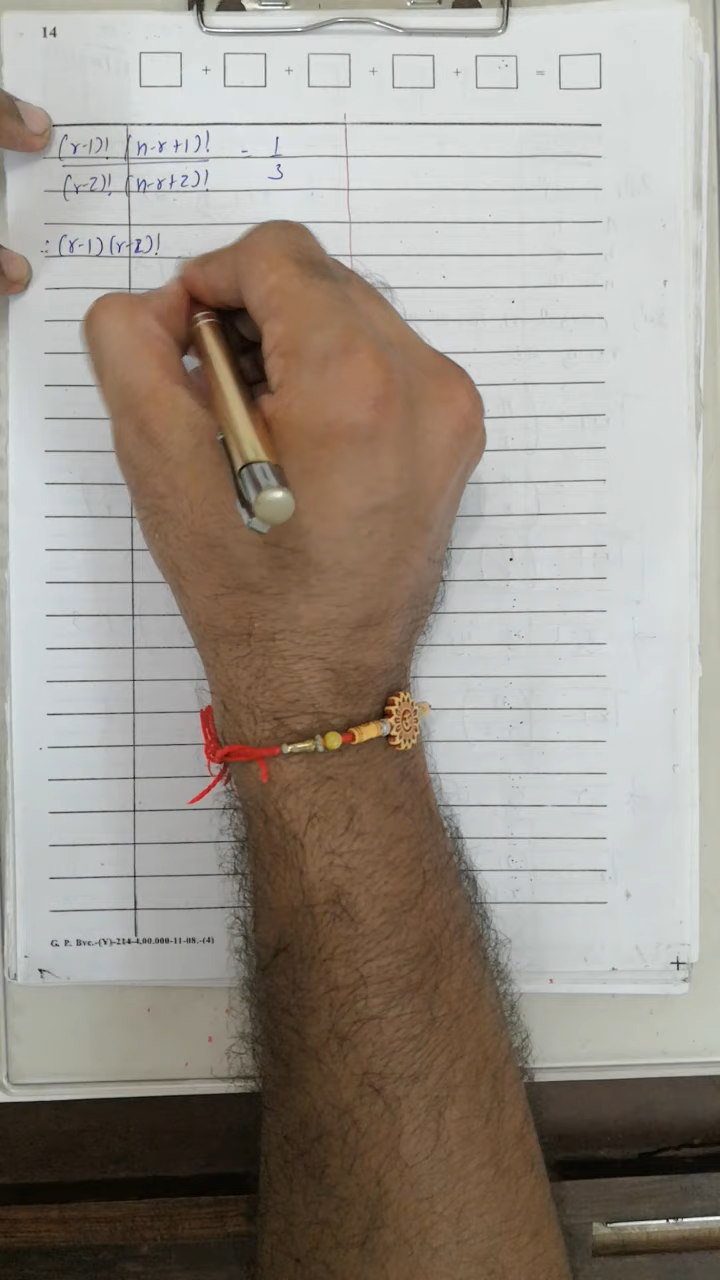 14
+ + + + =
(r-1)! (n-r+1)! = 1
(r-2)! (n-r+2)! 3
∴ (r-1)(r-2)!
G. P. Bvc.-(V)-214-4,00,000-11-08.-(4)
+